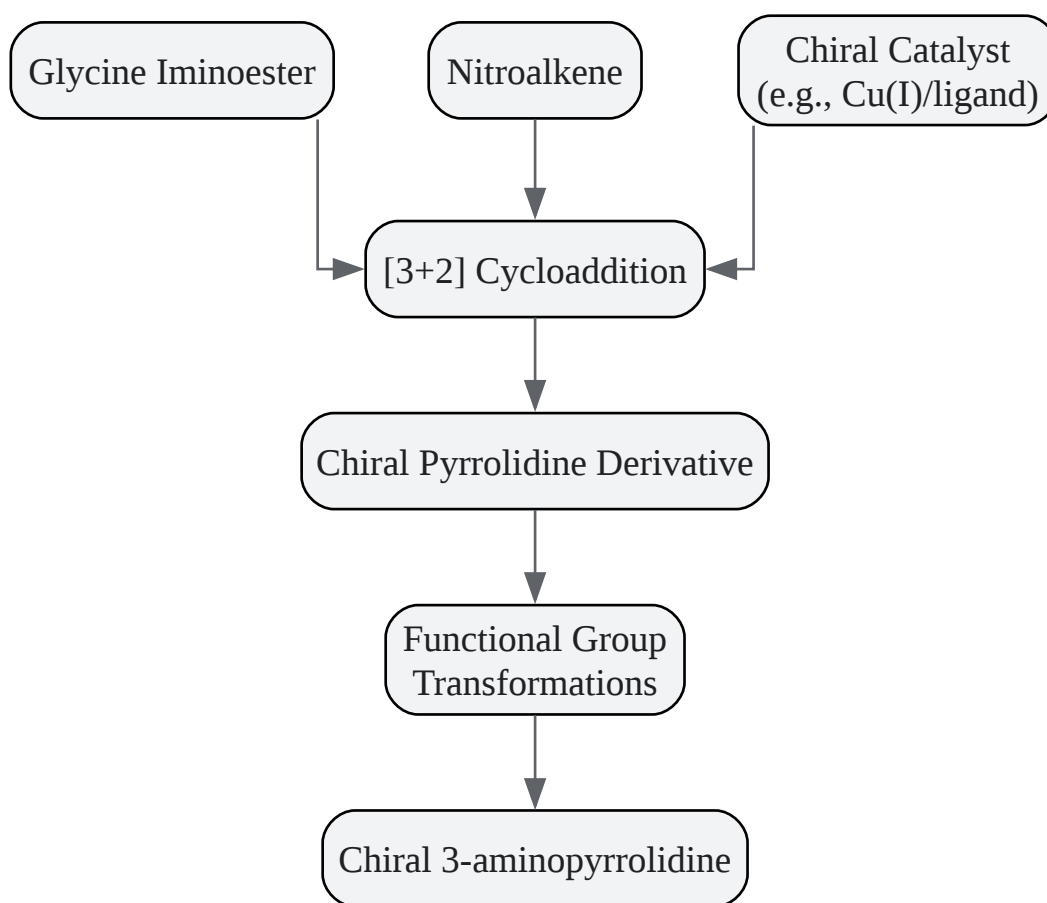 Glycine Iminoester
Nitroalkene
Chiral Catalyst
(e.g., Cu(I)/ligand)
[3+2] Cycloaddition
Chiral Pyrrolidine Derivative
Functional Group
Transformations
Chiral 3-aminopyrrolidine